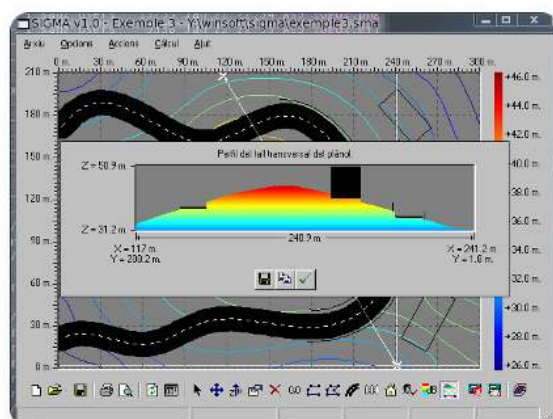 SIGMA v1.0 - Exemple 3 - Y:\winsoft\sigma\exemple3.sma
Arxiu Opcions Accions Càlcul Ajut
0 m. 30 m. 60 m. 90 m. 120 m. 150 m. 180 m. 210 m. 240 m. 270 m. 300 m.
210 m.
180 m.
150 m.
120 m.
90 m.
60 m.
30 m.
0 m.
46.0 m.
44.0 m.
42.0 m.
40.0 m.
38.0 m.
36.0 m.
34.0 m.
32.0 m.
30.0 m.
28.0 m.
26.0 m.
Perfil del tall transversal del plànol
Z = 50.9 m.
Z = 31.2 m.
240.9 m.
X = 117 m.
Y = 208.2 m.
X = 241.2 m.
Y = 1.8 m.
dB